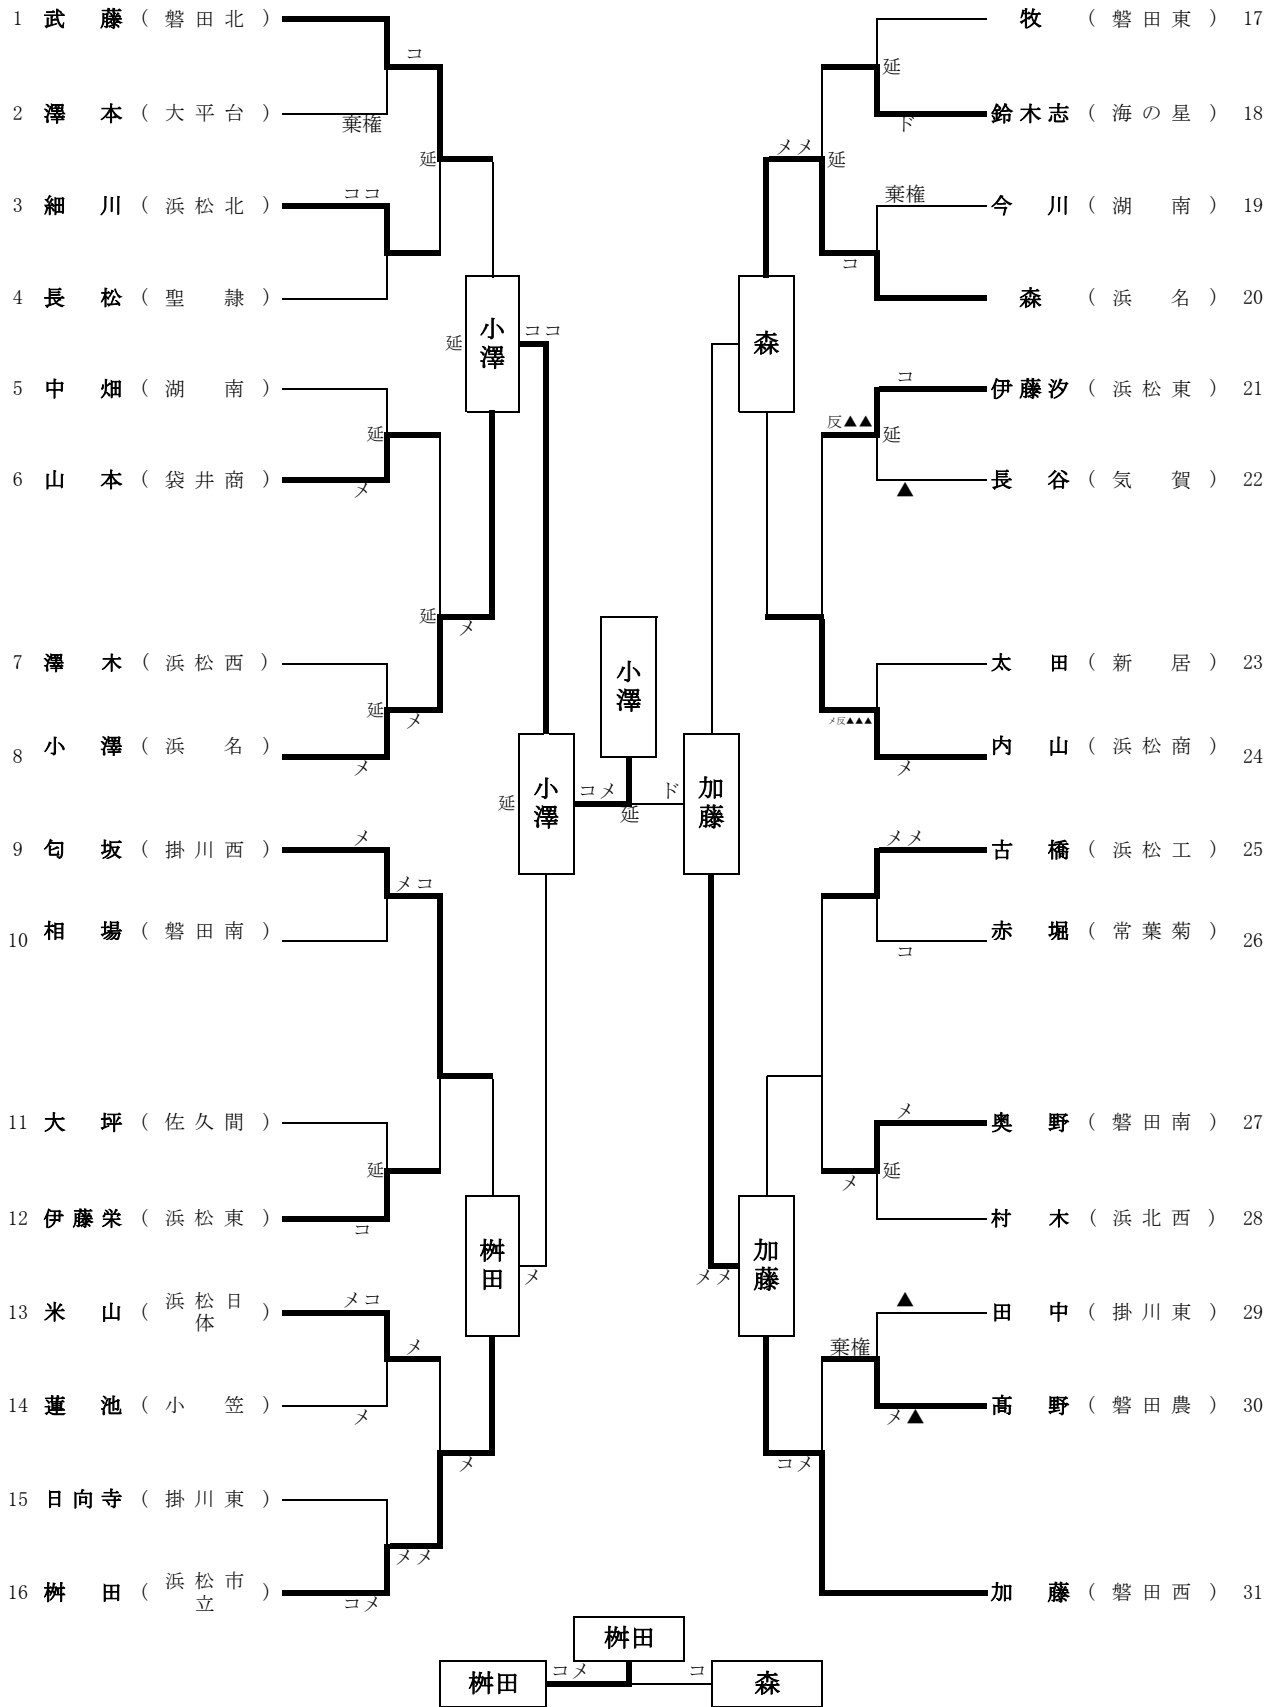 1 武藤 (磐田北)
コ
2 澤本 (大平台)
棄権
延
3 細川 (浜松北)
ココ
4 長松 (聖隷)
小澤
延
ココ
5 中畑 (湖南)
延
6 山本 (袋井商)
メ
延
メ
7 澤木 (浜松西)
延
メ
8 小澤 (浜名)
メ
小澤
延
コメ
9 匂坂 (掛川西)
メ
メコ
10 相場 (磐田南)
11 大坪 (佐久間)
延
12 伊藤栄 (浜松東)
コ
桝田
メ
13 米山 (浜松日体)
メコ
メ
14 蓮池 (小笠)
メ
メ
15 日向寺 (掛川東)
メメ
16 桝田 (浜松市立)
コメ
小澤
延
牧 (磐田東) 17
延
鈴木志 (海の星) 18
ド
メメ
延
棄権
今川 (湖南) 19
コ
森 (浜名) 20
森
コ
伊藤汐 (浜松東) 21
反▲▲
延
長谷 (気賀) 22
▲
太田 (新居) 23
メ反▲▲▲
内山 (浜松商) 24
メ
ド
加藤
メメ
古橋 (浜松工) 25
赤堀 (常葉菊) 26
コ
メ
奥野 (磐田南) 27
延
メ
村木 (浜北西) 28
加藤
メメ
▲
田中 (掛川東) 29
棄権
髙野 (磐田農) 30
メ▲
コメ
加藤 (磐田西) 31
桝田
桝田
コメ
コ
森